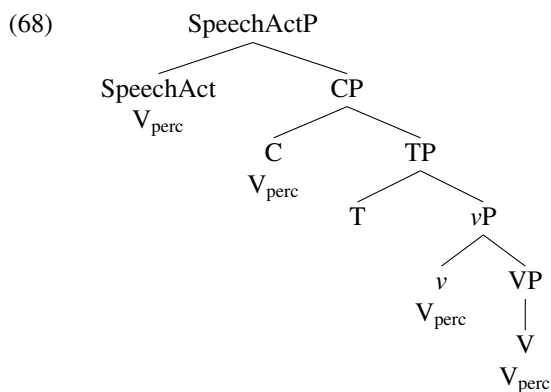 (68) SpeechActP
SpeechAct CP
V_perc
C TP
V_perc
T vP
v VP
V_perc
V
V_perc